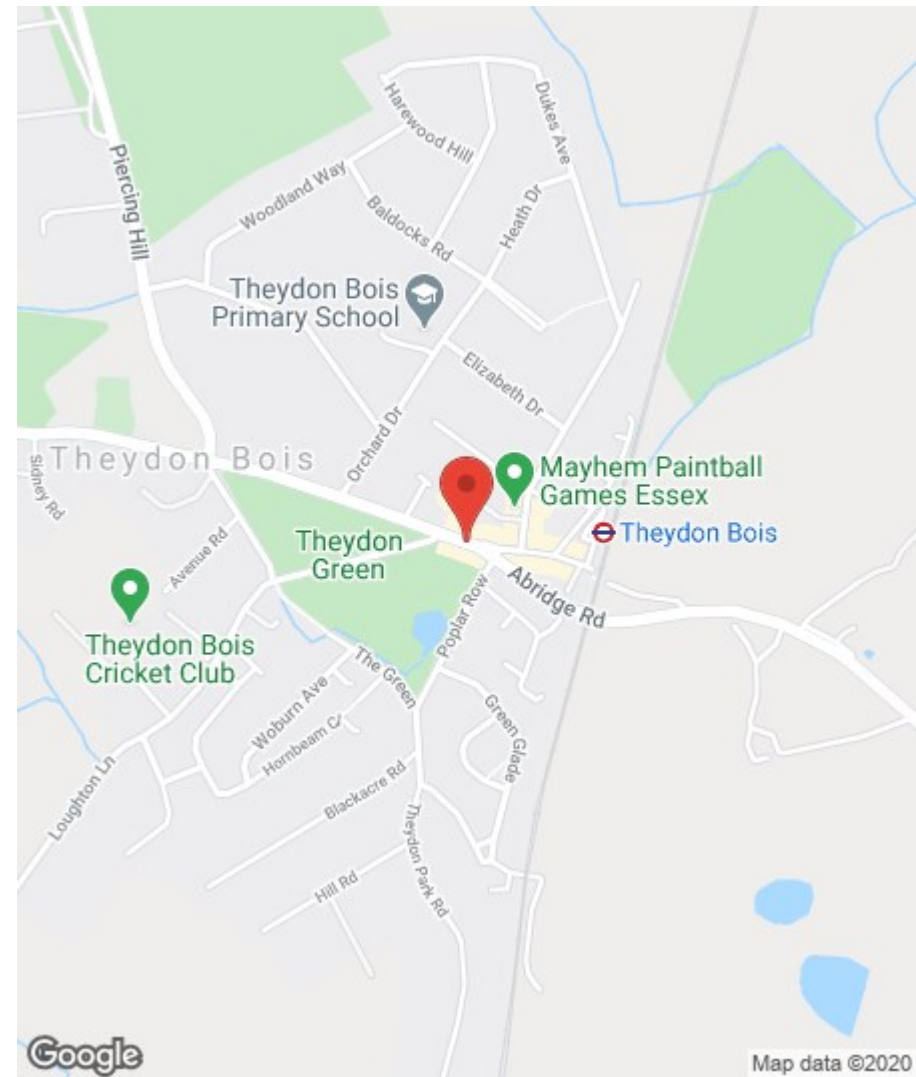 Harewood Hill
Dukes Ave
Piercing Hill
Woodland Way
Baldocks Rd
Heath Dr
Theydon Bois
Primary School
Elizabeth Dr
Orchard Dr
Theydon Bois
Sidney Rd
Mayhem Paintball
Games Essex
Theydon Bois
Theydon
Green
Avenue Rd
Abridge Rd
Poplar Row
Theydon Bois
Cricket Club
The Green
Woburn Ave
Hornbeam Cl
Green Glade
Loughton Ln
Blackacre Rd
Theydon Park Rd
Hill Rd
Google
Map data ©2020